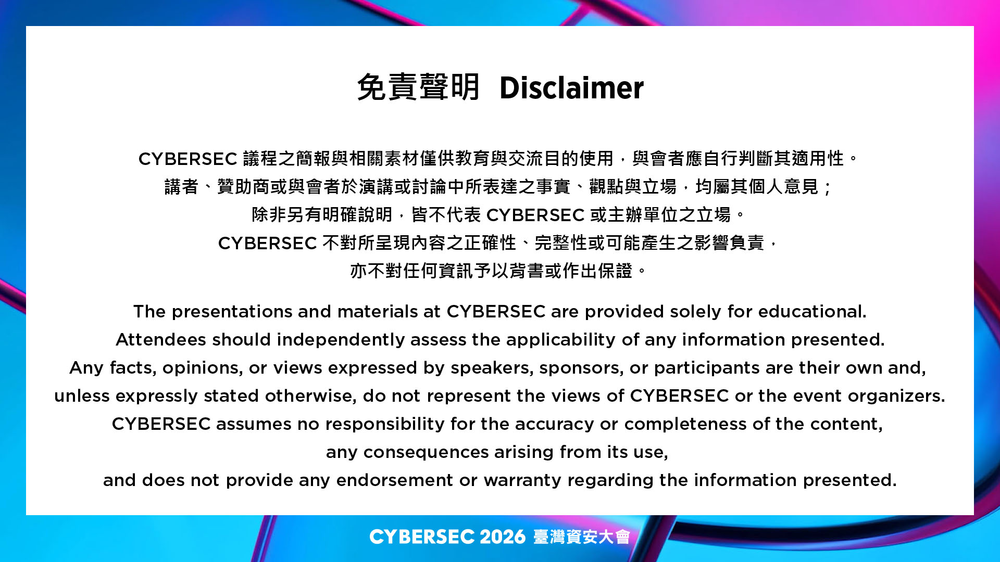 免責聲明 Disclaimer
CYBERSEC 議程之簡報與相關素材僅供教育與交流目的使用，與會者應自行判斷其適用性。
講者、贊助商或與會者於演講或討論中所表達之事實、觀點與立場，均屬其個人意見；
除非另有明確說明，皆不代表 CYBERSEC 或主辦單位之立場。
CYBERSEC 不對所呈現內容之正確性、完整性或可能產生之影響負責，
亦不對任何資訊予以背書或作出保證。
The presentations and materials at CYBERSEC are provided solely for educational.
Attendees should independently assess the applicability of any information presented.
Any facts, opinions, or views expressed by speakers, sponsors, or participants are their own and,
unless expressly stated otherwise, do not represent the views of CYBERSEC or the event organizers.
CYBERSEC assumes no responsibility for the accuracy or completeness of the content,
any consequences arising from its use,
and does not provide any endorsement or warranty regarding the information presented.
CYBERSEC 2026 臺灣資安大會